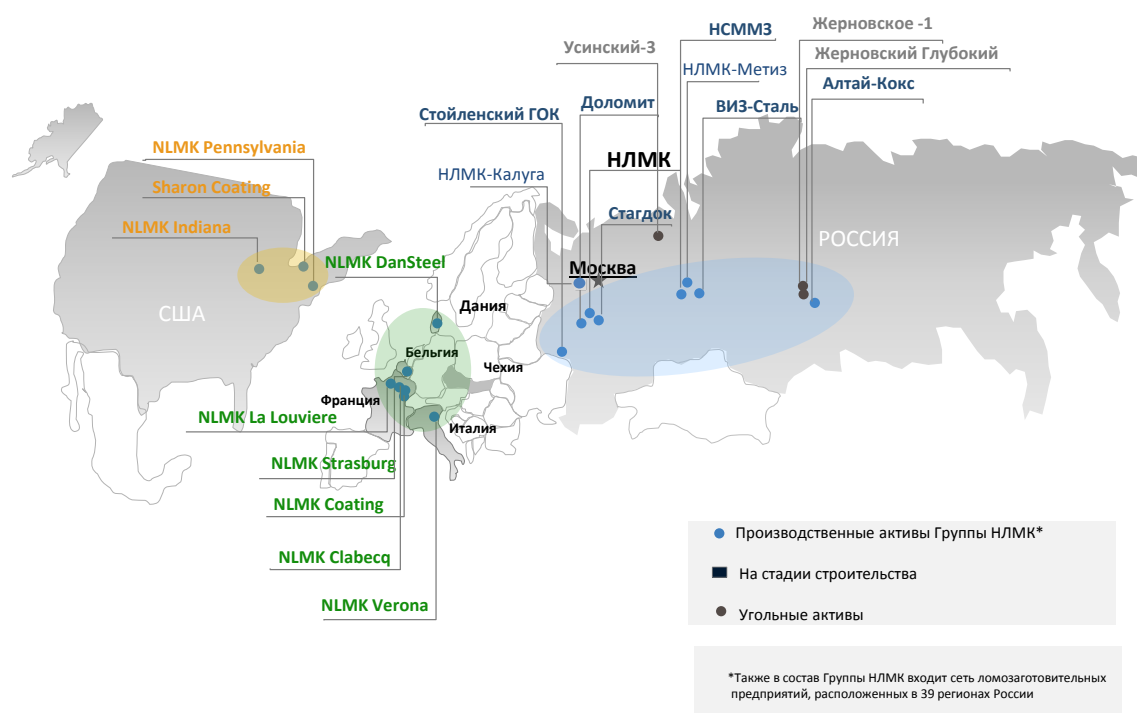 Жерновское -1
НСММЗ
Усинский-3
Жерновский Глубокий
НЛМК-Метиз
Алтай-Кокс
Стойленский ГОК
Доломит
ВИЗ-Сталь
NLMK Pennsylvania
НЛМК
НЛМК-Калуга
Sharon Coating
Стагдок
NLMK Indiana
РОССИЯ
NLMK DanSteel
Москва
США
Дания
Бельгия
Чехия
Франция
NLMK La Louviere
Италия
NLMK Strasburg
NLMK Coating
NLMK Clabecq
NLMK Verona
Производственные активы Группы НЛМК*
На стадии строительства
Угольные активы
*Также в состав Группы НЛМК входит сеть ломозаготовительных
предприятий, расположенных в 39 регионах России